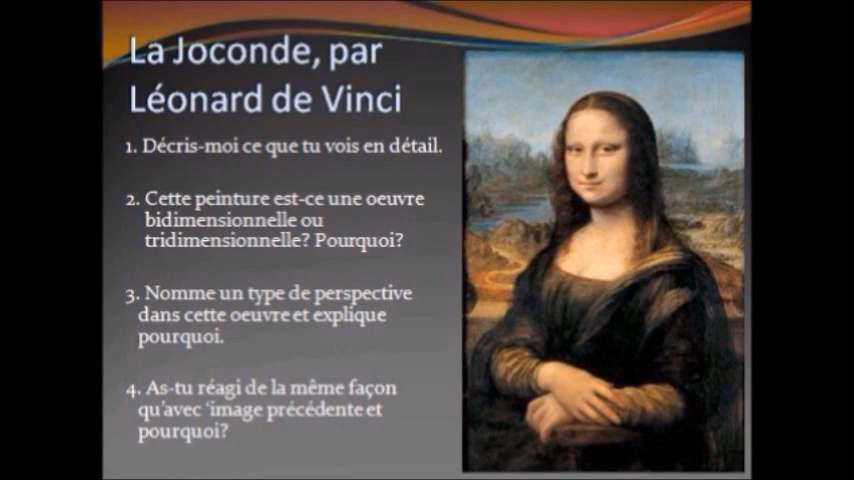 La Joconde, par
Léonard de Vinci
1. Décris-moi ce que tu vois en détail.
2. Cette peinture est-ce une oeuvre
bidimensionnelle ou
tridimensionnelle? Pourquoi?
3. Nomme un type de perspective
dans cette oeuvre et explique
pourquoi.
4. As-tu réagi de la même façon
qu'avec 'image précédente et
pourquoi?